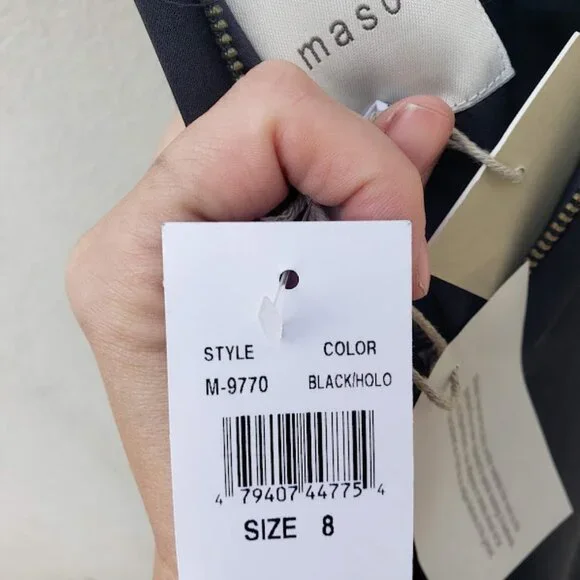 maso
STYLE COLOR
M-9770 BLACK/HOLO
4 79407 44775 4
SIZE 8